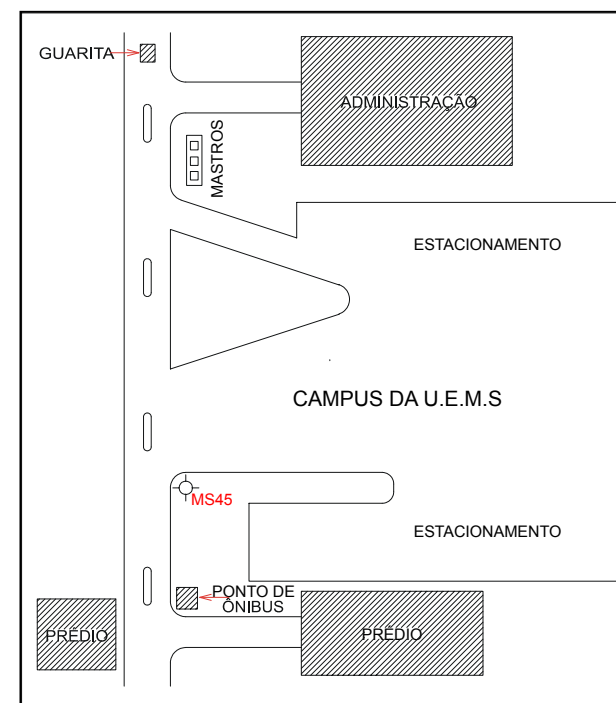 GUARITA
ADMINISTRAÇÃO
MASTROS
ESTACIONAMENTO
CAMPUS DA U.E.M.S
MS45
ESTACIONAMENTO
PONTO DE
ÔNIBUS
PRÉDIO
PRÉDIO